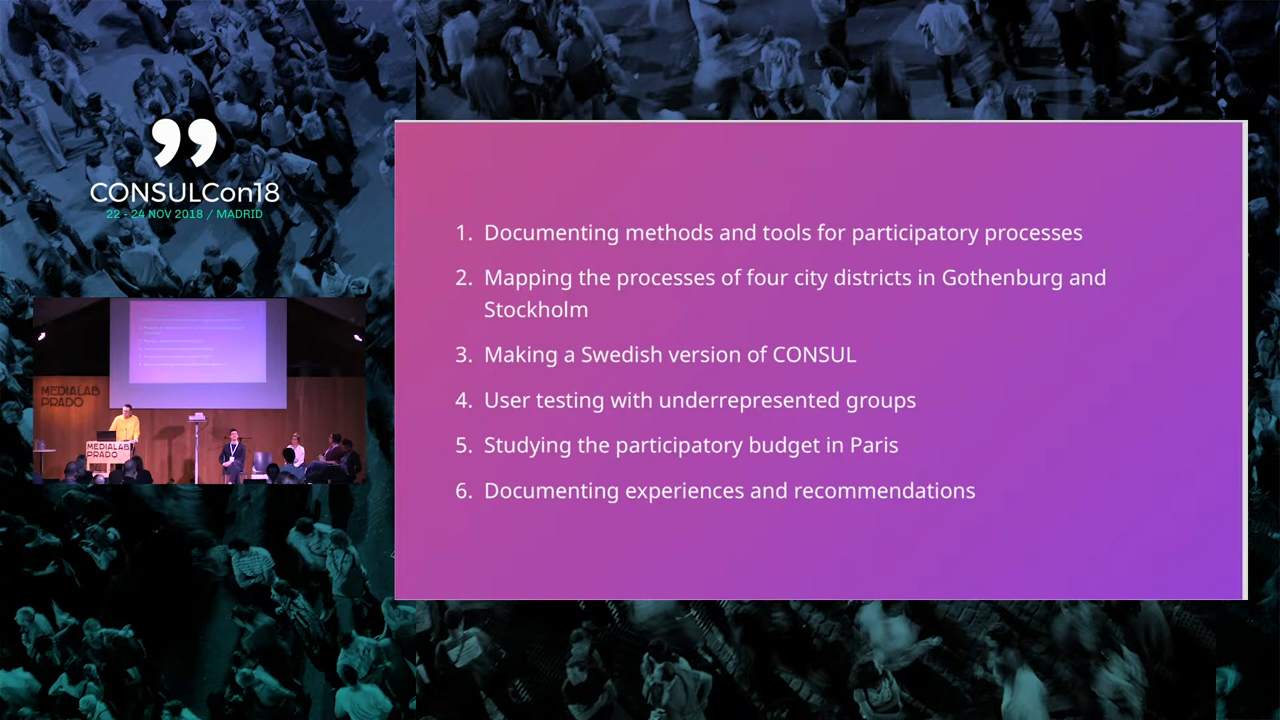 CONSULCon18
22 - 24 NOV 2018 / MADRID
MEDIALAB
PRADO
MEDIALAB
PRADO
1. Documenting methods and tools for participatory processes
2. Mapping the processes of four city districts in Gothenburg and
Stockholm
3. Making a Swedish version of CONSUL
4. User testing with underrepresented groups
5. Studying the participatory budget in Paris
6. Documenting experiences and recommendations